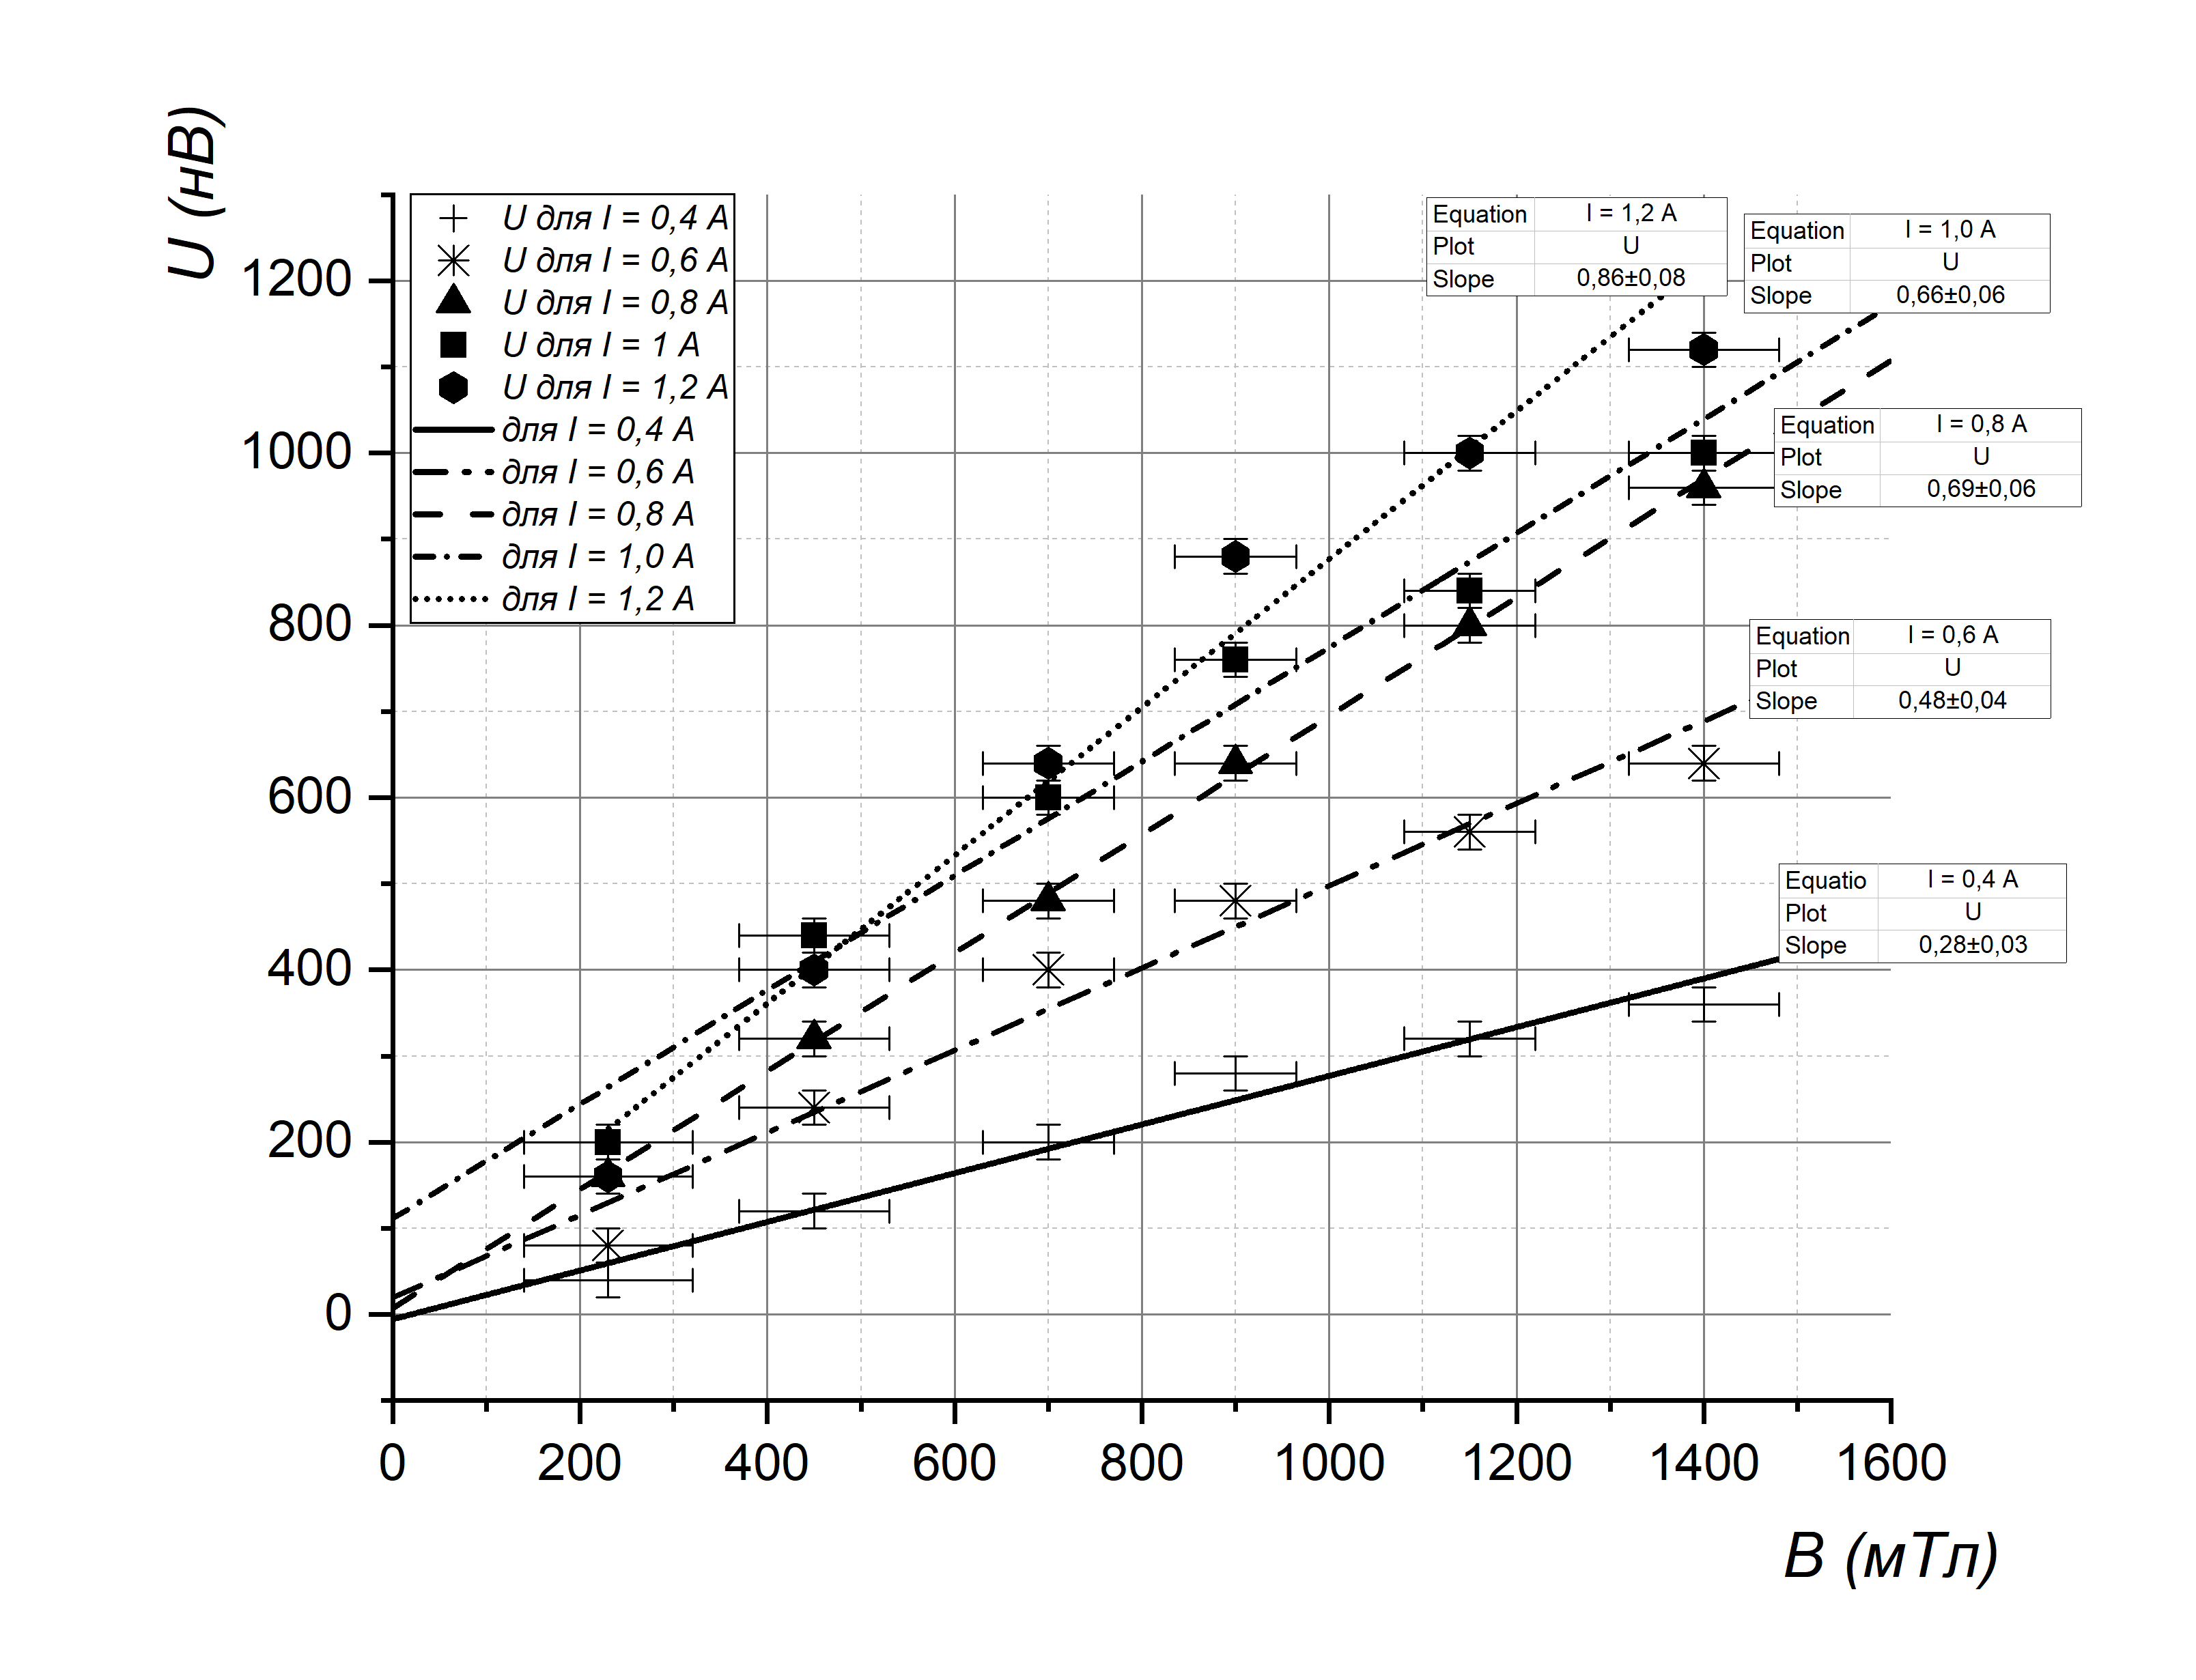 U (нВ)
1200
1000
800
600
400
200
0
0 200 400 600 800 1000 1200 1400 1600
B (мТл)
U для I = 0,4 A
U для I = 0,6 A
U для I = 0,8 A
U для I = 1 A
U для I = 1,2 A
для I = 0,4 A
для I = 0,6 A
для I = 0,8 A
для I = 1,0 A
для I = 1,2 A
Equation I = 1,2 A
Plot U
Slope 0,86±0,08
Equation I = 1,0 A
Plot U
Slope 0,66±0,06
Equation I = 0,8 A
Plot U
Slope 0,69±0,06
Equation I = 0,6 A
Plot U
Slope 0,48±0,04
Equatio I = 0,4 A
Plot U
Slope 0,28±0,03